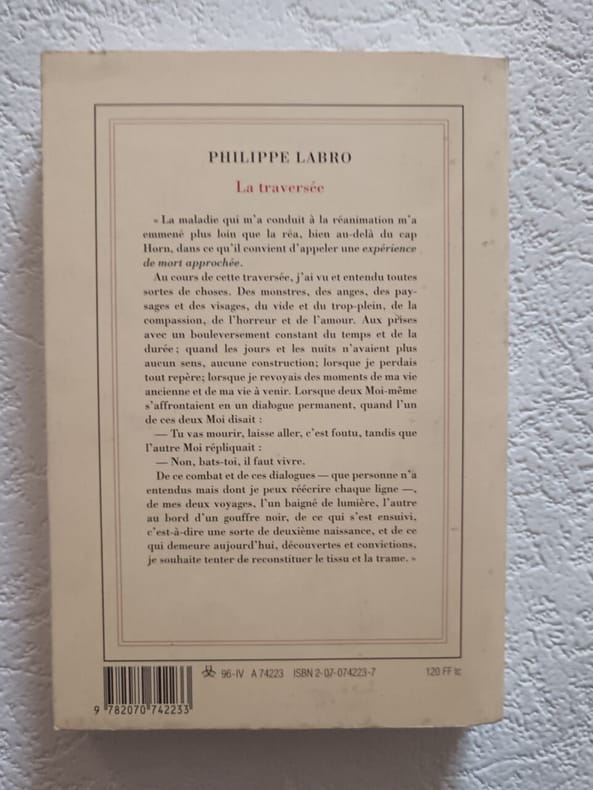 PHILIPPE LABRO
La traversée
« La maladie qui m'a conduit à la réanimation m'a
emmené plus loin que la réa, bien au-delà du cap
Horn, dans ce qu'il convient d'appeler une expérience
de mort approchée.
Au cours de cette traversée, j'ai vu et entendu toutes
sortes de choses. Des monstres, des anges, des pay-
sages et des visages, du vide et du trop-plein, de la
compassion, de l'horreur et de l'amour. Aux prises
avec un bouleversement constant du temps et de la
durée ; quand les jours et les nuits n'avaient plus
aucun sens, aucune construction; lorsque je perdais
tout repère; lorsque je revoyais des moments de ma vie
ancienne et de ma vie à venir. Lorsque deux Moi-même
s'affrontaient en un dialogue permanent, quand l'un
de ces deux Moi disait :
— Tu vas mourir, laisse aller, c'est foutu, tandis que
l'autre Moi répliquait :
— Non, bats-toi, il faut vivre.
De ce combat et de ces dialogues — que personne n'a
entendus mais dont je peux réécrire chaque ligne —,
de mes deux voyages, l'un baigné de lumière, l'autre
au bord d'un gouffre noir, de ce qui s'est ensuivi,
c'est-à-dire une sorte de deuxième naissance, et de ce
qui demeure aujourd'hui, découvertes et convictions,
je souhaite tenter de reconstituer le tissu et la trame. »
96-IV A 74223 ISBN 2-07-074223-7 120 FF tc
9 782070 742233